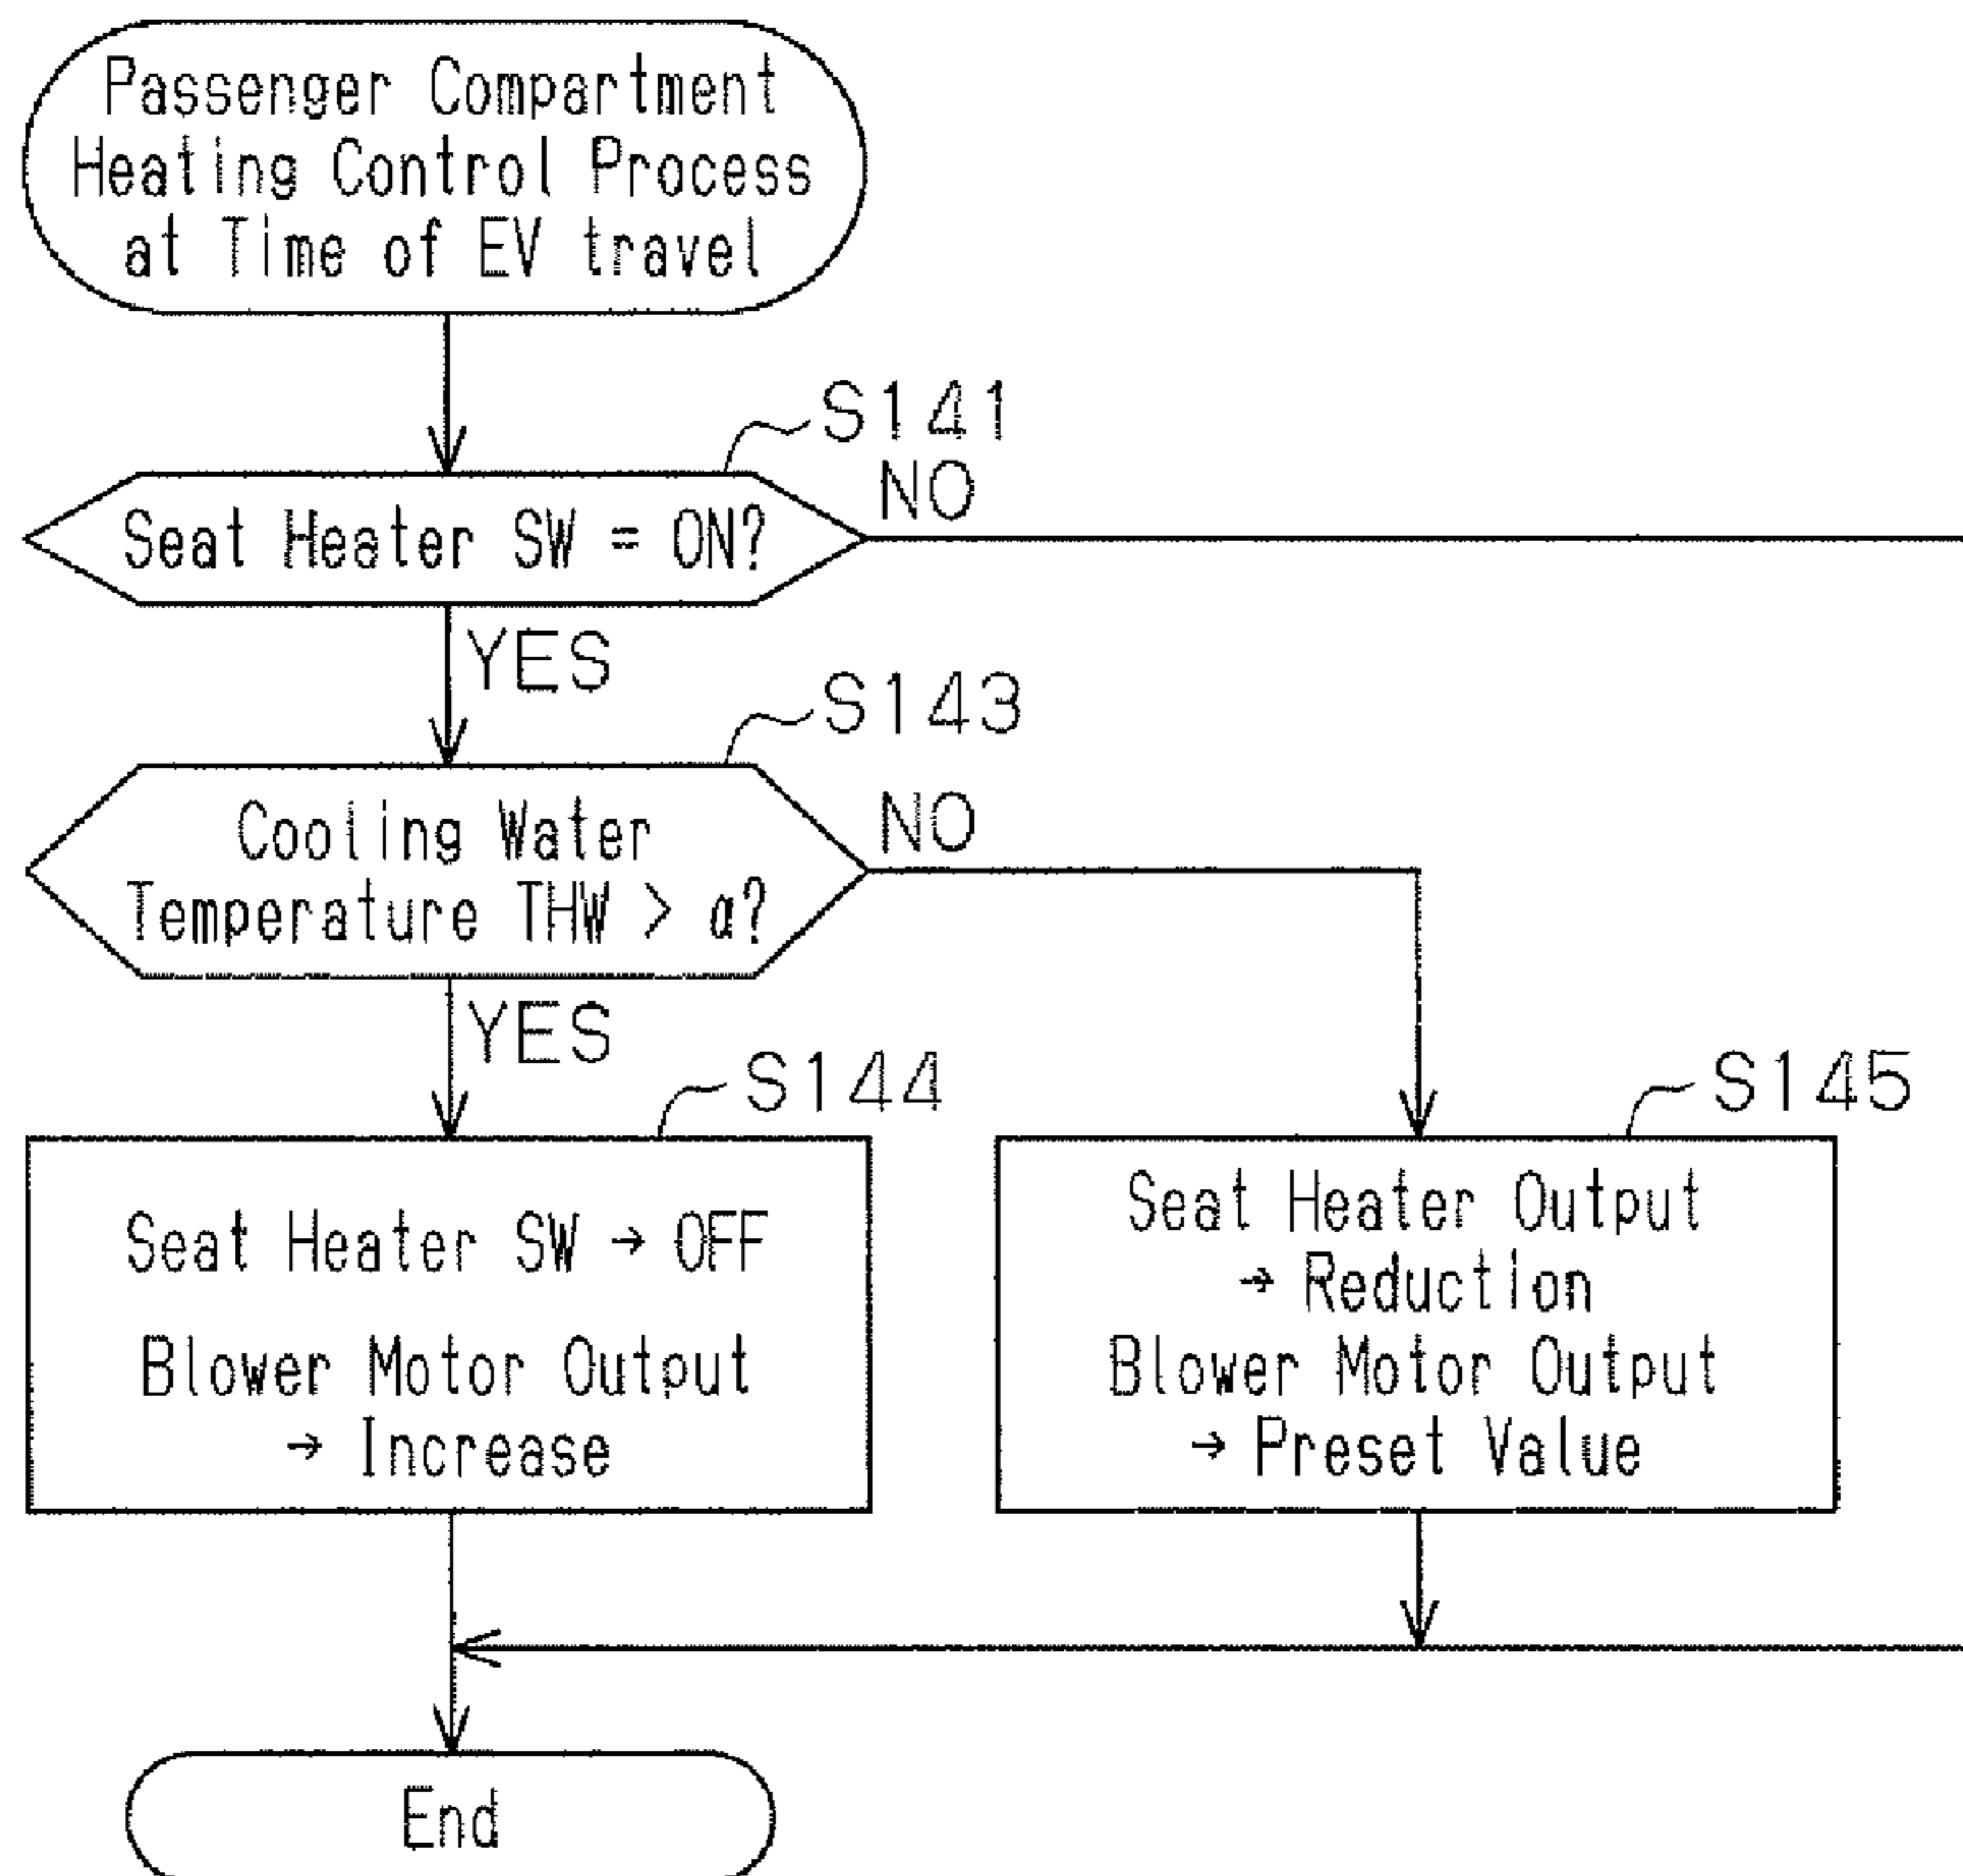 Passenger Compartment
Heating Control Process
at Time of EV travel
S141
Seat Heater SW = ON?
NO
YES
S143
Cooling Water
Temperature THW > α?
NO
YES
S144
Seat Heater SW → OFF
Blower Motor Output
→ Increase
S145
Seat Heater Output
→ Reduction
Blower Motor Output
→ Preset Value
End